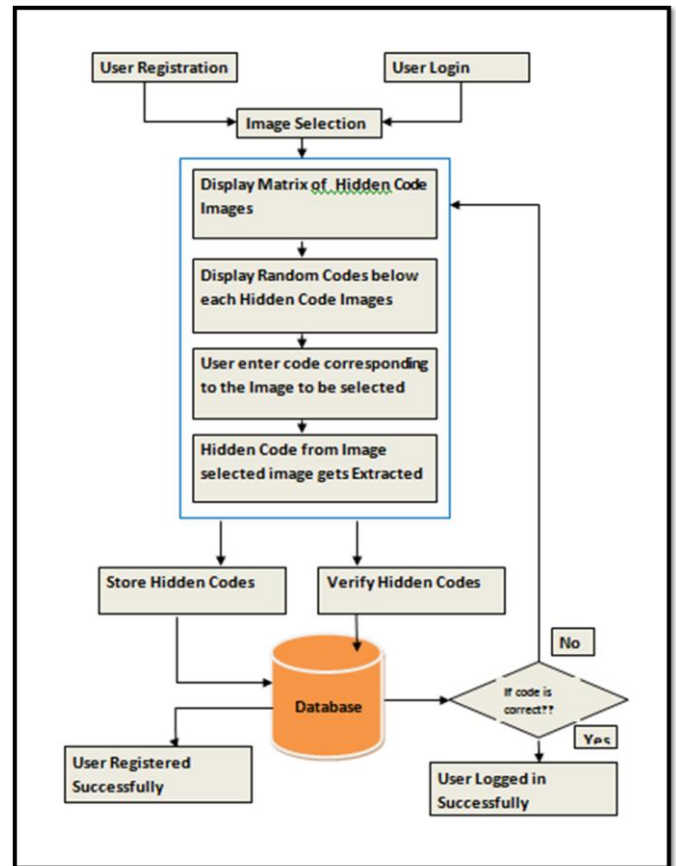 User Registration
User Login
Image Selection
Display Matrix of Hidden Code
Images
Display Random Codes below
each Hidden Code Images
User enter code corresponding
to the Image to be selected
Hidden Code from Image
selected image gets Extracted
Store Hidden Codes
Verify Hidden Codes
No
Database
If code is
correct??
Yes
User Registered
Successfully
User Logged in
Successfully